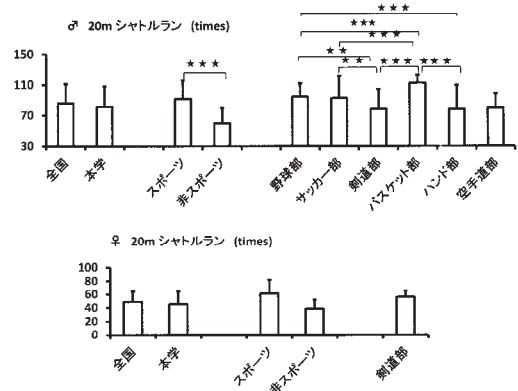 ♂ 20m シャトルラン (times)
★★★
★★★
★★★
★★★
★★
★★
★★★
★★★
150
110
70
30
全国
本学
スポーツ
非スポーツ
野球部
サッカー部
剣道部
バスケット部
ハンド部
空手道部
♀ 20m シャトルラン (times)
100
80
60
40
20
0
全国
本学
スポーツ
非スポーツ
剣道部